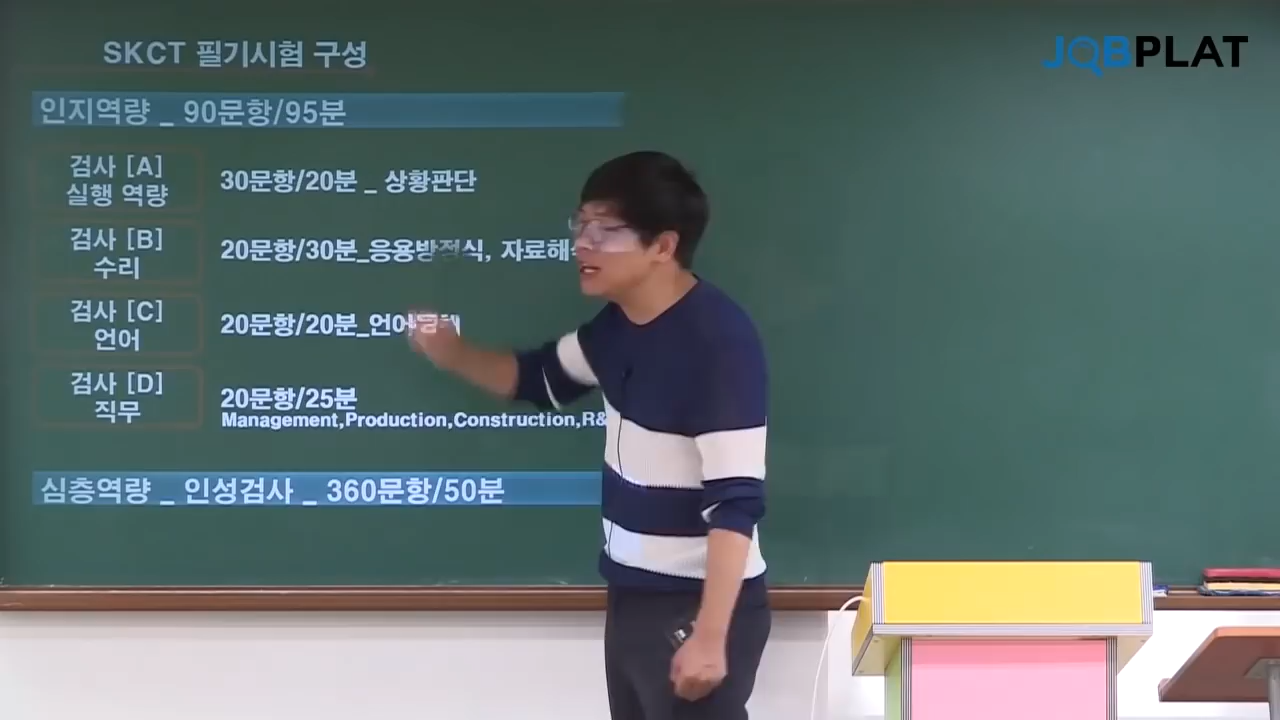 SKCT 필기시험 구성
JOBPLAT
인지역량 _ 90문항/95분
검사 [A]
실행 역량
30문항/20분 _ 상황판단
검사 [B]
수리
20문항/30분_응용방정식, 자료해
검사 [C]
언어
20문항/20분_언어
검사 [D]
직무
20문항/25분
Management,Production,Construction,R&
심층역량 _ 인성검사 _ 360문항/50분